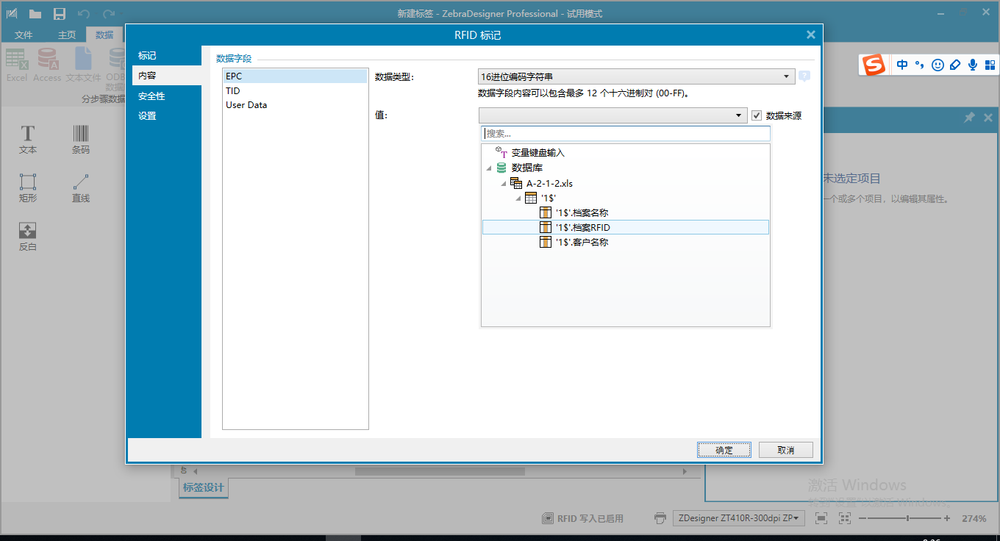 新建标签 - ZebraDesigner Professional - 试用模式
文件 主页 数据
RFID 标记
Excel Access 文本文件 ODB
数据
分步骤数据
标记
内容
安全性
设置
数据字段
EPC
TID
User Data
数据类型：
16进位编码字符串
数据字段内容可以包含最多 12 个十六进制对 (00-FF)。
值：
数据来源
搜索...
变量键盘输入
数据库
A-2-1-2.xls
'1$'
'1$'.档案名称
'1$'.档案RFID
'1$'.客户名称
确定 取消
中
文本 条码
矩形 直线
反白
未选定项目
一个或多个项目，以编辑其属性。
标签设计
激活 Windows
转到"设置"以激活 Windows。
RFID 写入已启用
ZDesigner ZT410R-300dpi ZP
274%